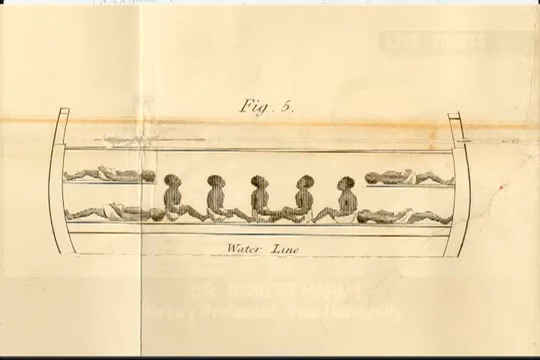 Fig. 5.
Water Line
DR. ROBERT HARMS
History Professor, Yale University